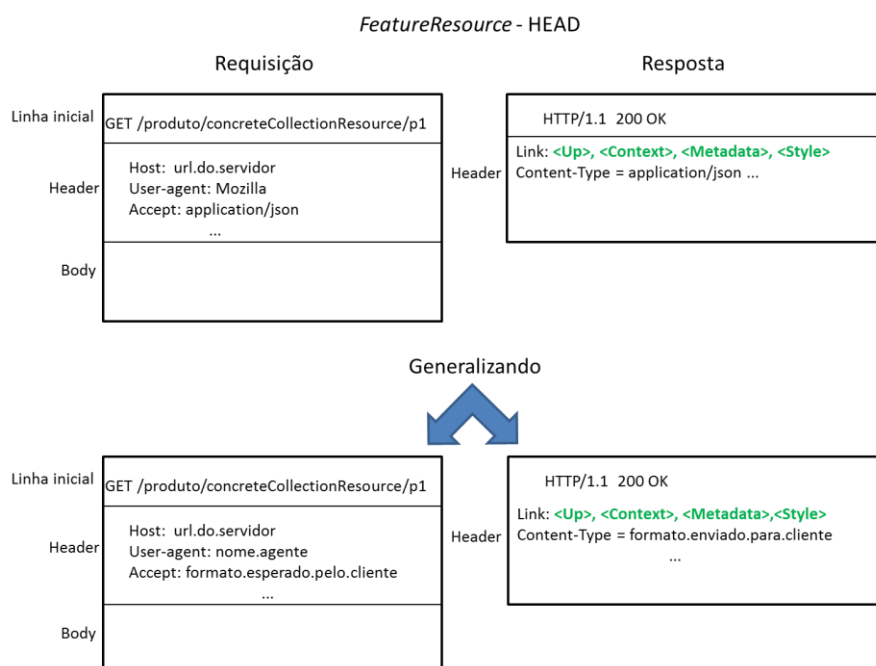 FeatureResource - HEAD
Requisição
Resposta
Linha inicial
GET /produto/concreteCollectionResource/p1
Header
Host: url.do.servidor
User-agent: Mozilla
Accept: application/json
...
Body
HTTP/1.1 200 OK
Header
Link: <Up>, <Context>, <Metadata>, <Style>
Content-Type = application/json ...
Generalizando
Linha inicial
GET /produto/concreteCollectionResource/p1
Header
Host: url.do.servidor
User-agent: nome.agente
Accept: formato.esperado.pelo.cliente
...
Body
HTTP/1.1 200 OK
Header
Link: <Up>, <Context>, <Metadata>,<Style>
Content-Type = formato.enviado.para.cliente
...